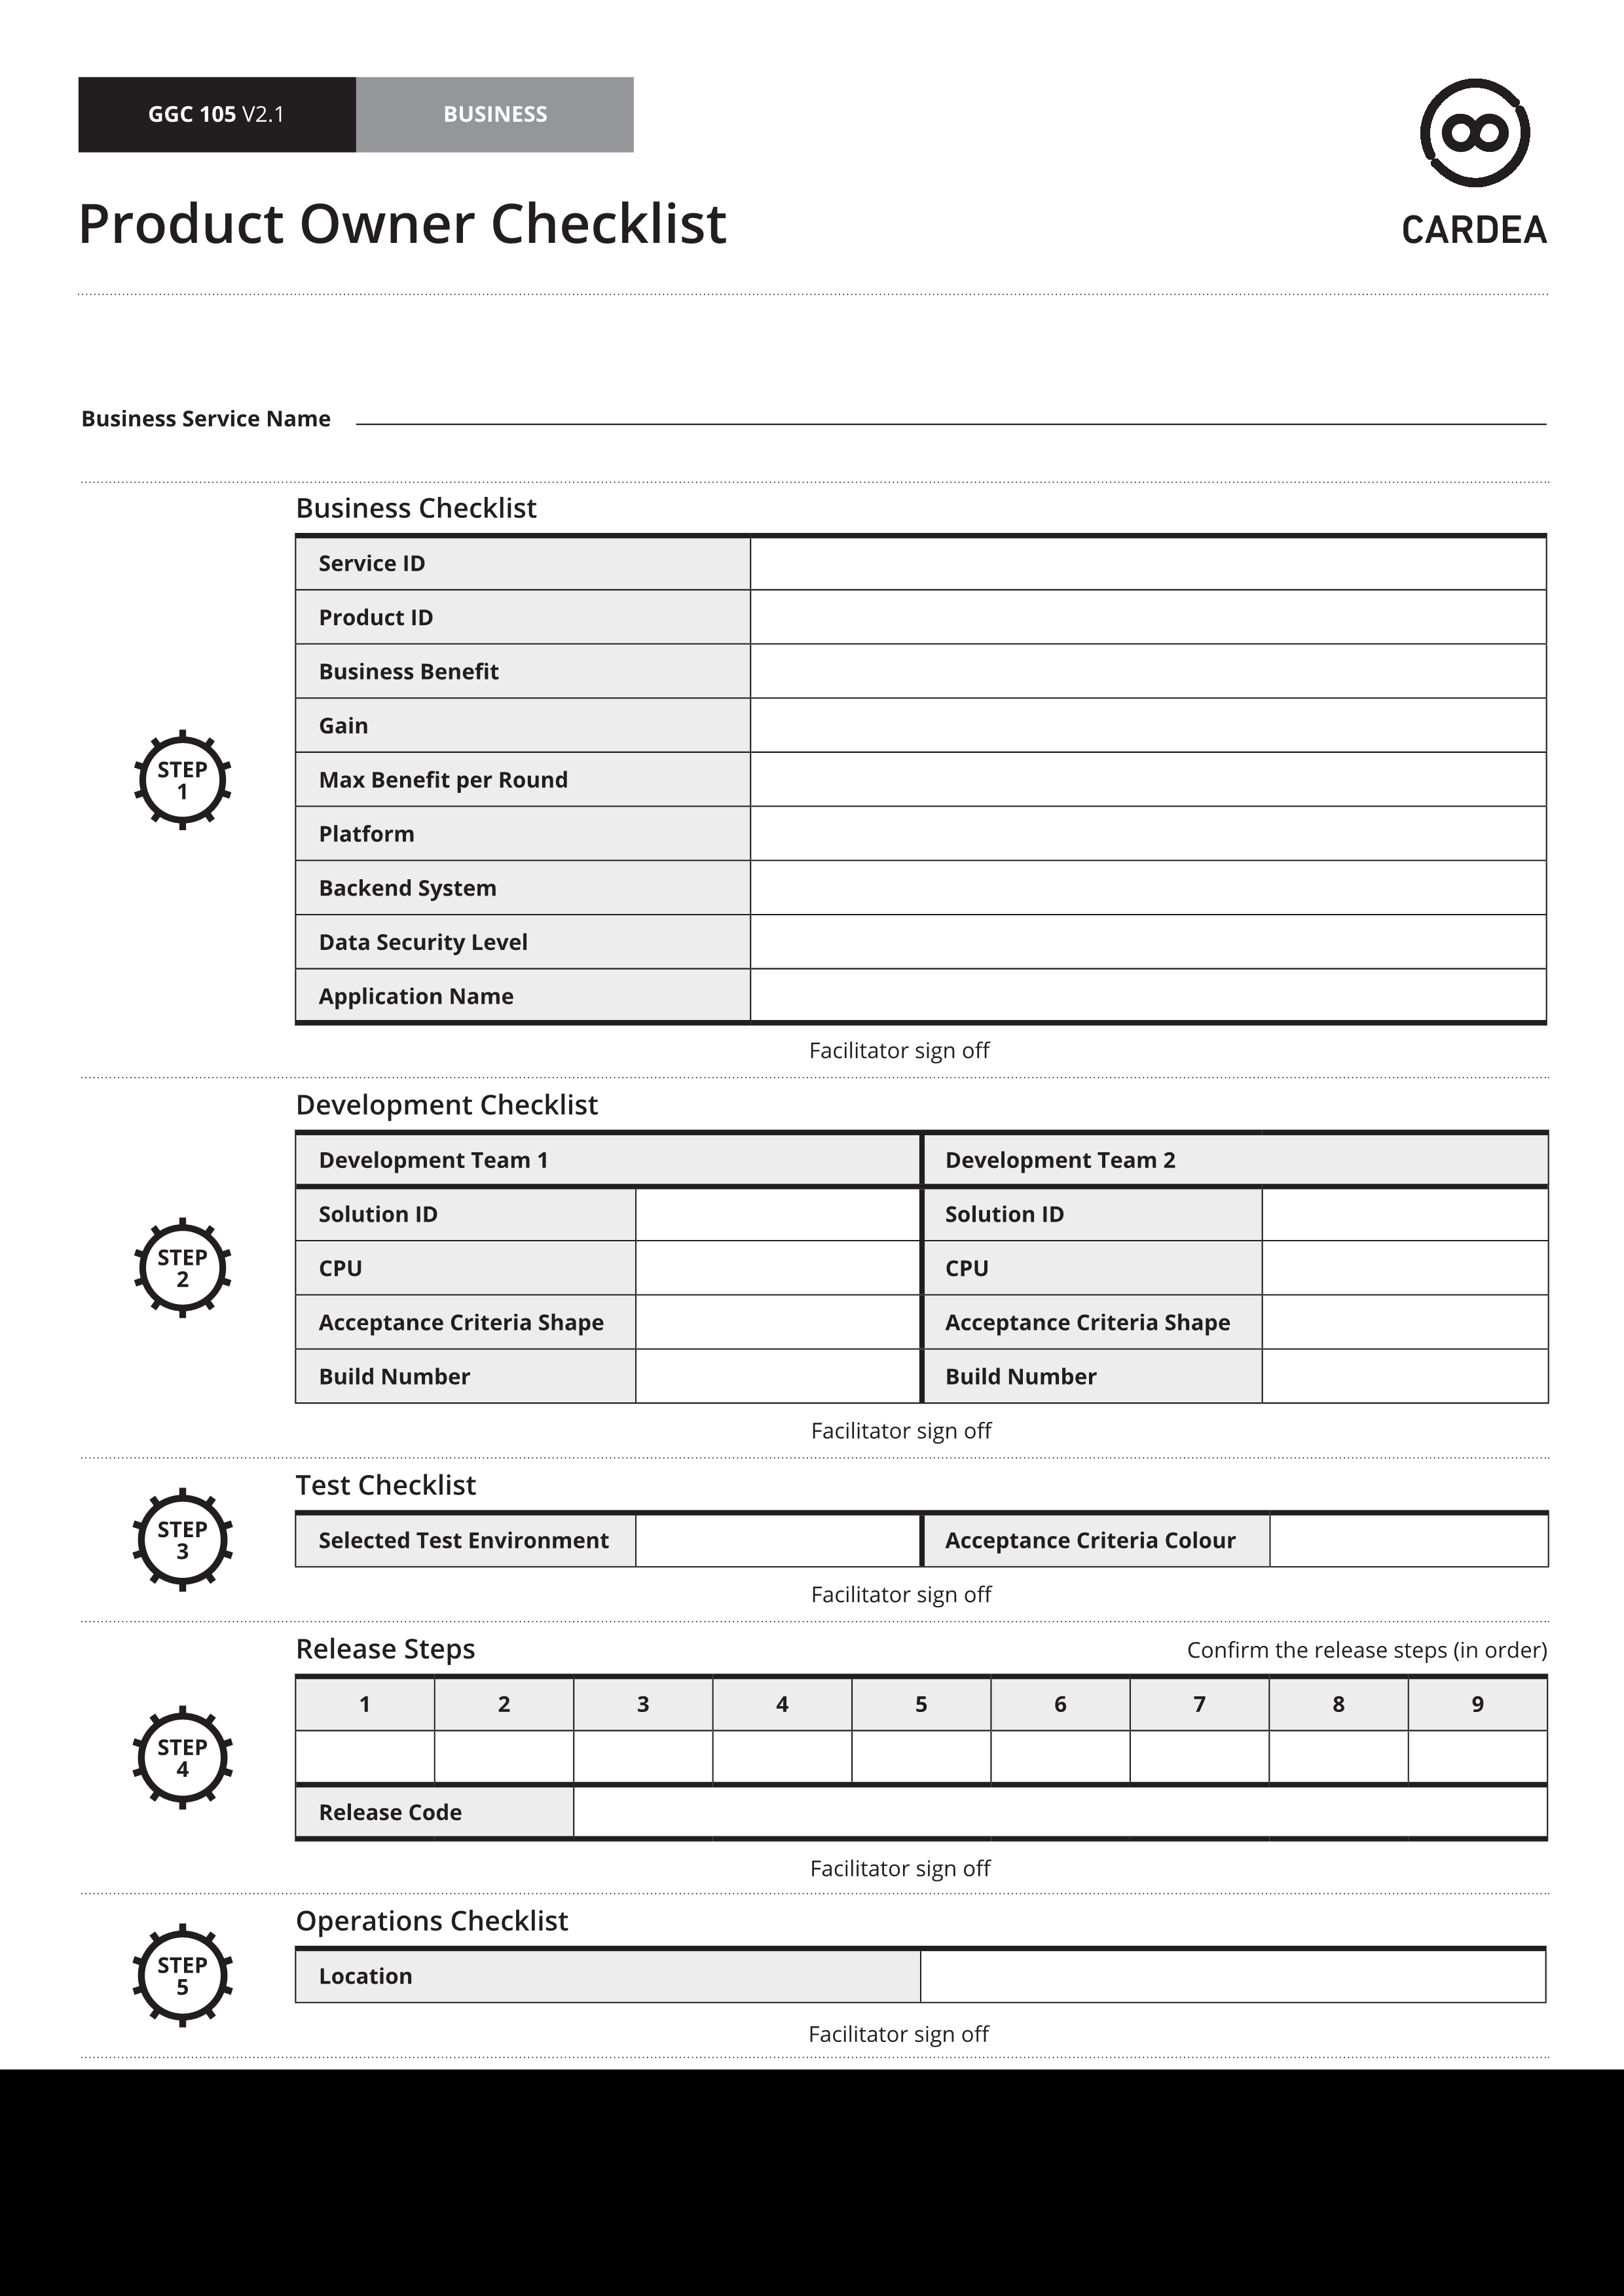 GGC 105 V2.1 BUSINESS
CARDEA
Product Owner Checklist
Business Service Name
Business Checklist
Service ID
Product ID
Business Benefit
Gain
Max Benefit per Round
Platform
Backend System
Data Security Level
Application Name
STEP
1
Facilitator sign off
Development Checklist
Development Team 1 Development Team 2
Solution ID Solution ID
CPU CPU
Acceptance Criteria Shape Acceptance Criteria Shape
Build Number Build Number
STEP
2
Facilitator sign off
Test Checklist
STEP
3
Selected Test Environment Acceptance Criteria Colour
Facilitator sign off
Release Steps Confirm the release steps (in order)
1 2 3 4 5 6 7 8 9
STEP
4
Release Code
Facilitator sign off
Operations Checklist
STEP
5
Location
Facilitator sign off